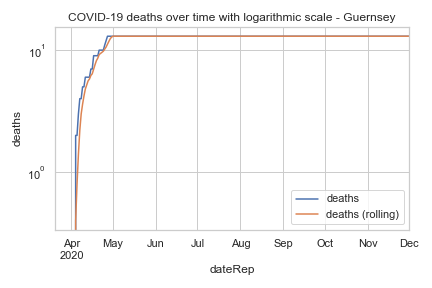 COVID-19 deaths over time with logarithmic scale - Guernsey
deaths
10¹
10⁰
deaths
deaths (rolling)
Apr May Jun Jul Aug Sep Oct Nov Dec
2020
dateRep